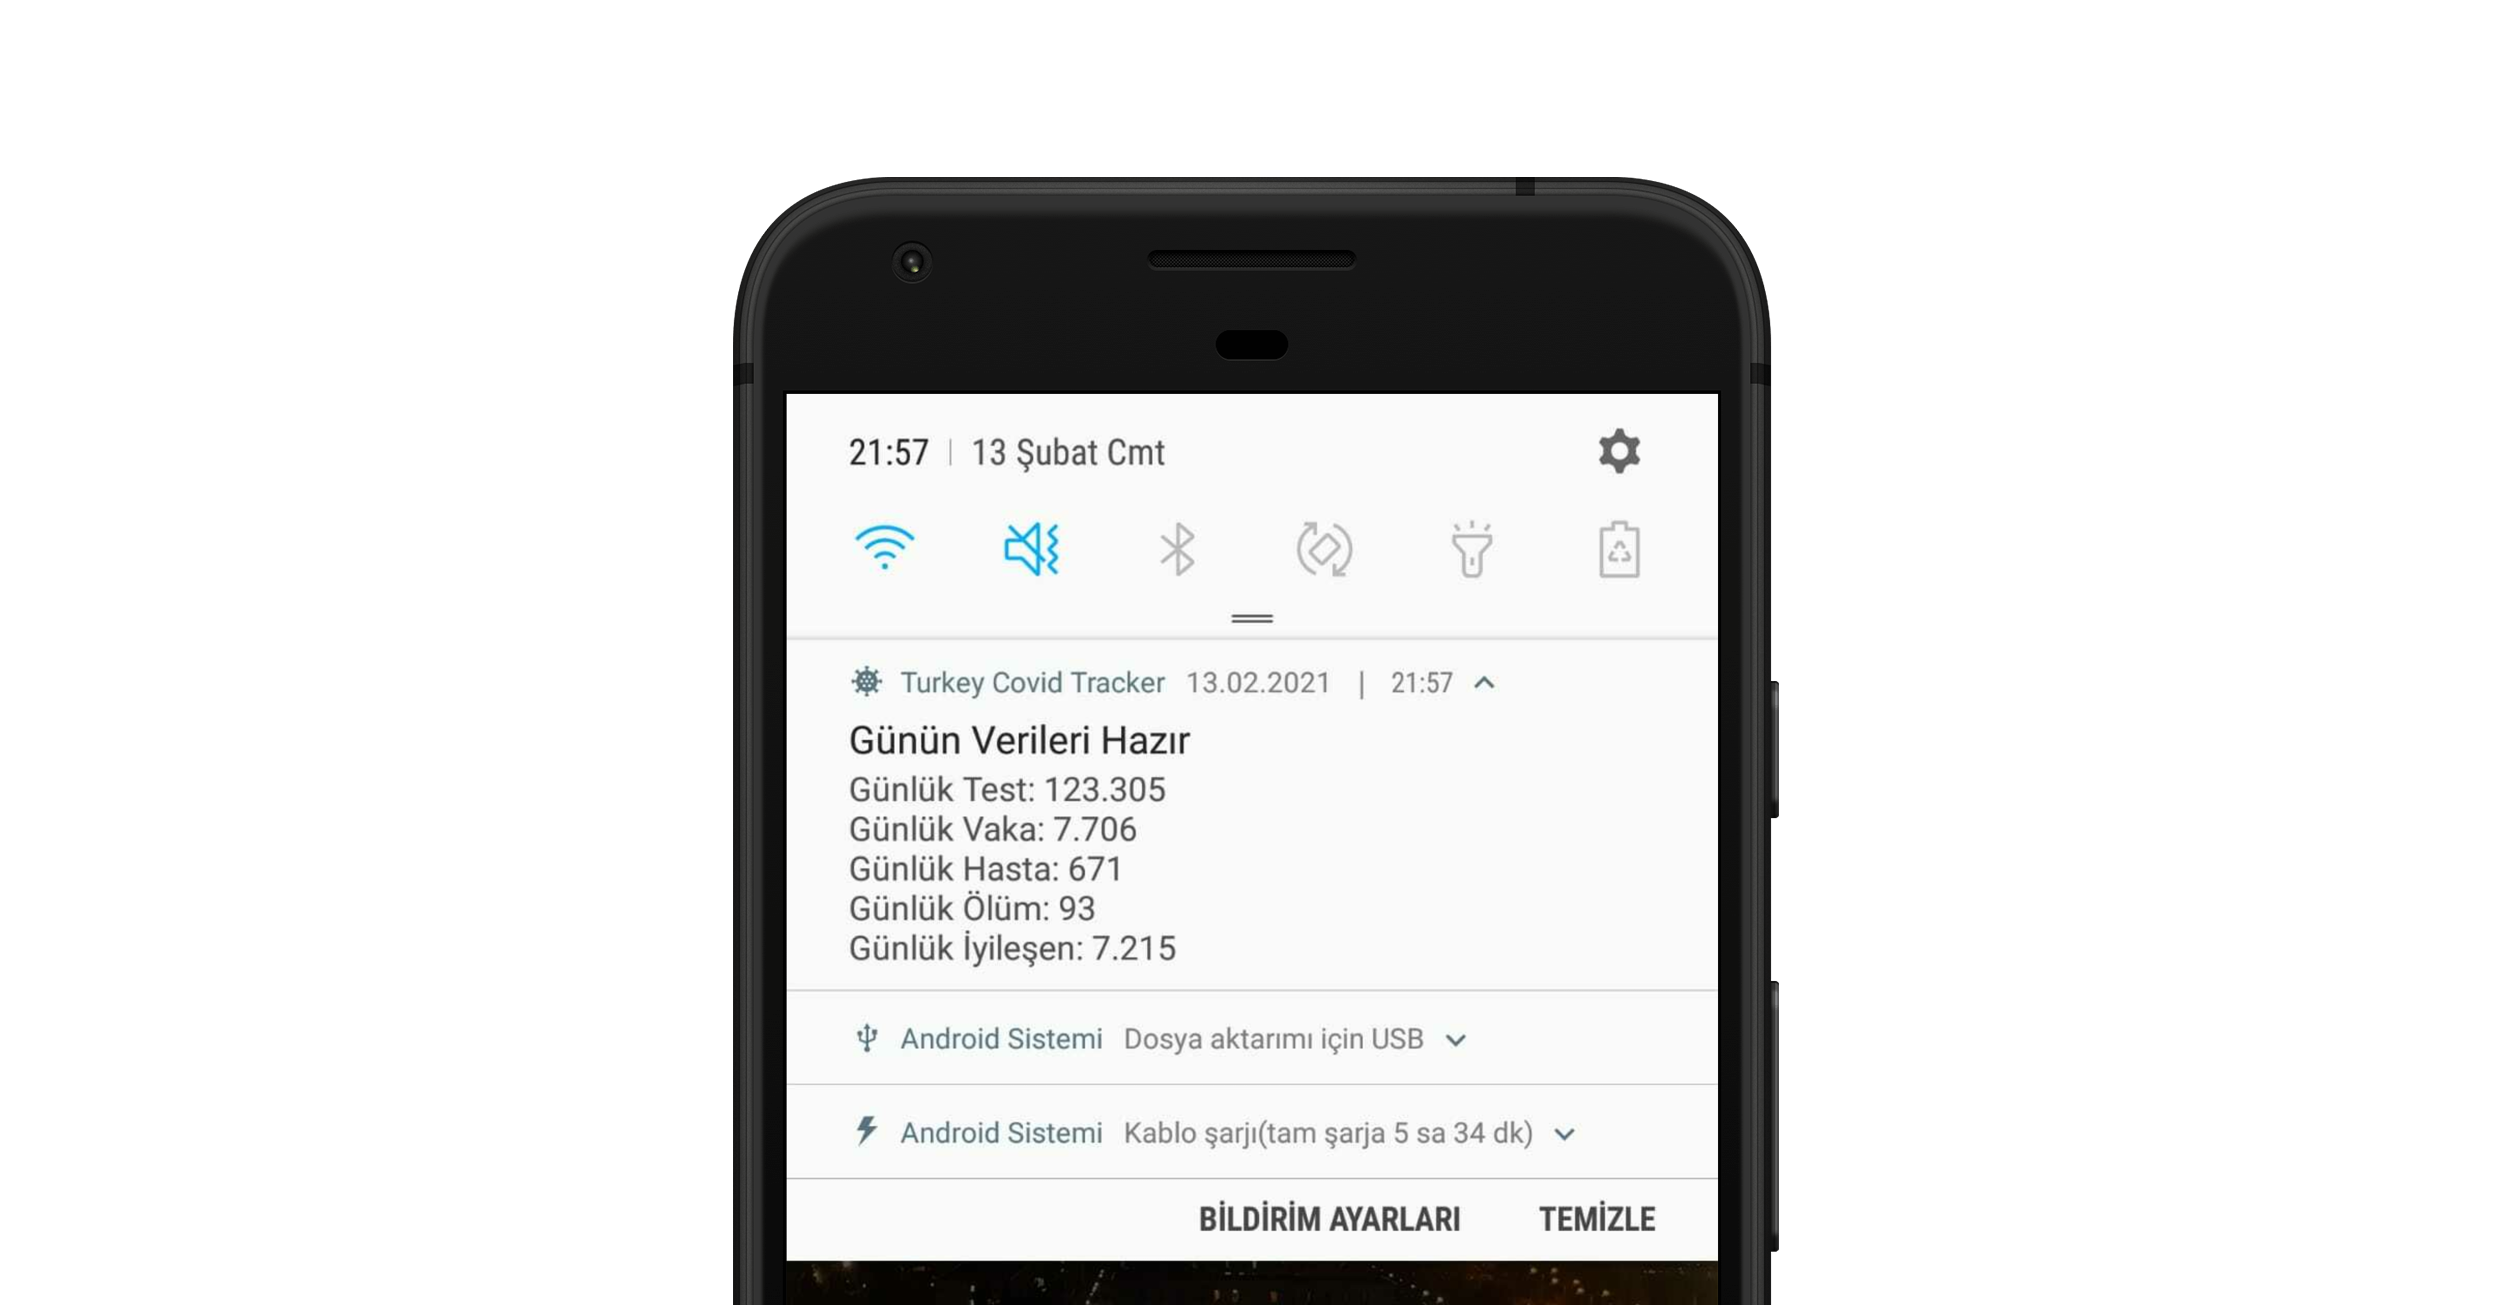 21:57 | 13 Şubat Cmt
Turkey Covid Tracker 13.02.2021 | 21:57
Günün Verileri Hazır
Günlük Test: 123.305
Günlük Vaka: 7.706
Günlük Hasta: 671
Günlük Ölüm: 93
Günlük İyileşen: 7.215
Android Sistemi Dosya aktarımı için USB
Android Sistemi Kablo şarjı(tam şarja 5 sa 34 dk)
BİLDİRİM AYARLARI TEMİZLE